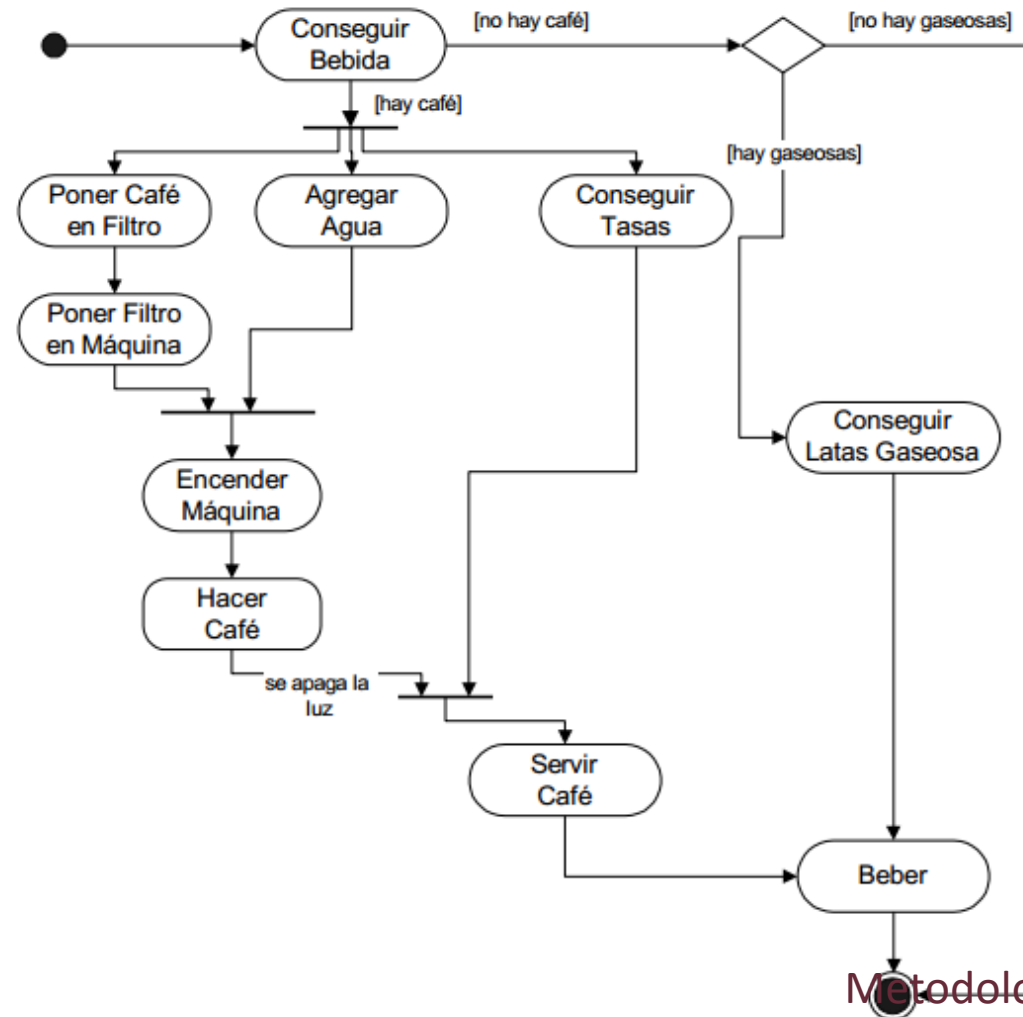 Conseguir
Bebida
[no hay café]
[no hay gaseosas]
[hay café]
[hay gaseosas]
Poner Café
en Filtro
Agregar
Agua
Conseguir
Tasas
Poner Filtro
en Máquina
Conseguir
Latas Gaseosa
Encender
Máquina
Hacer
Café
se apaga la
luz
Servir
Café
Beber